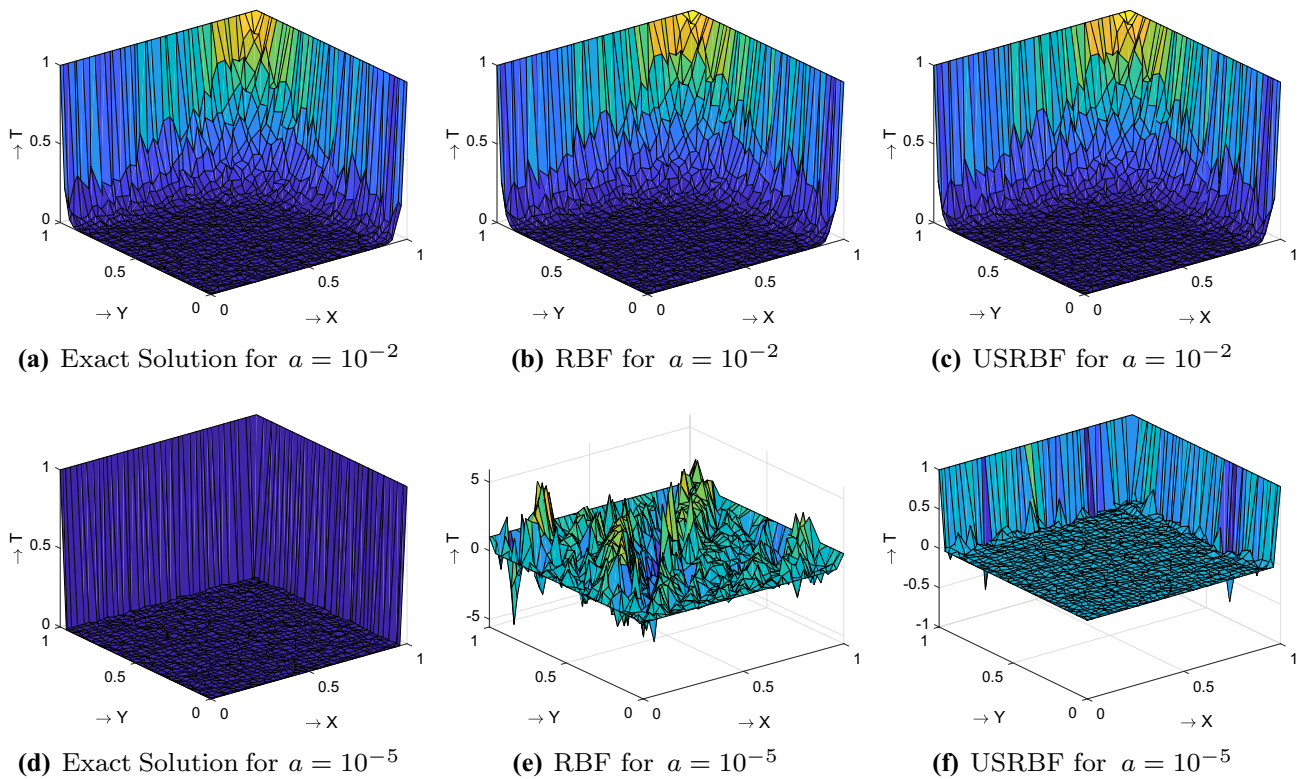 1
0.5
0
→ T
1
0.5
0
→ Y
0
0.5
1
→ X
(a) Exact Solution for a = 10⁻²
1
0.5
0
→ T
1
0.5
0
→ Y
0
0.5
1
→ X
(b) RBF for a = 10⁻²
1
0.5
0
→ T
1
0.5
0
→ Y
0
0.5
1
→ X
(c) USRBF for a = 10⁻²
1
0.5
0
→ T
1
0.5
0
→ Y
0
0.5
1
→ X
(d) Exact Solution for a = 10⁻⁵
5
0
-5
→ T
1
0.5
0
→ Y
0
0.5
1
→ X
(e) RBF for a = 10⁻⁵
1
0.5
0
-0.5
-1
→ T
1
0.5
0
→ Y
0
0.5
1
→ X
(f) USRBF for a = 10⁻⁵